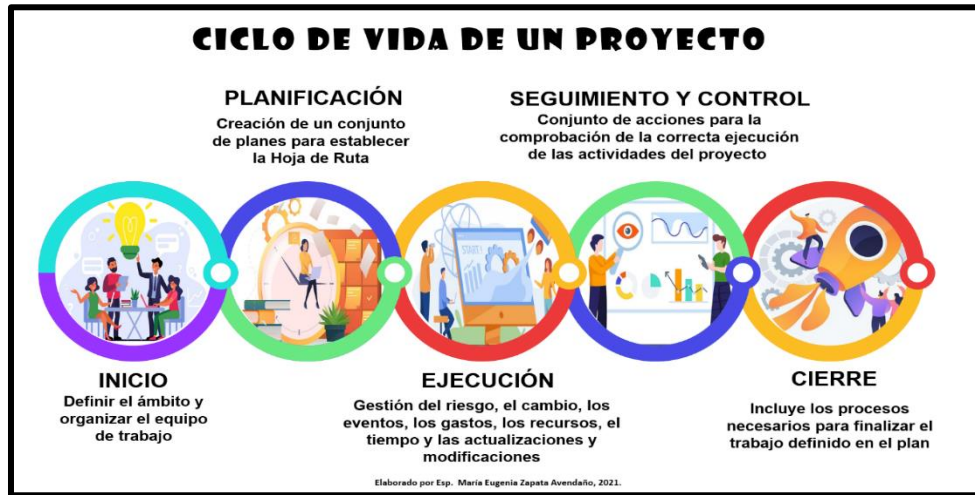 CICLO DE VIDA DE UN PROYECTO
PLANIFICACIÓN
Creación de un conjunto
de planes para establecer
la Hoja de Ruta
SEGUIMIENTO Y CONTROL
Conjunto de acciones para la
comprobación de la correcta ejecución
de las actividades del proyecto
START!
INICIO
Definir el ámbito y
organizar el equipo
de trabajo
EJECUCIÓN
Gestión del riesgo, el cambio, los
eventos, los gastos, los recursos, el
tiempo y las actualizaciones y
modificaciones
CIERRE
Incluye los procesos
necesarios para finalizar el
trabajo definido en el plan
Elaborado por Esp. María Eugenia Zapata Avendaño, 2021.